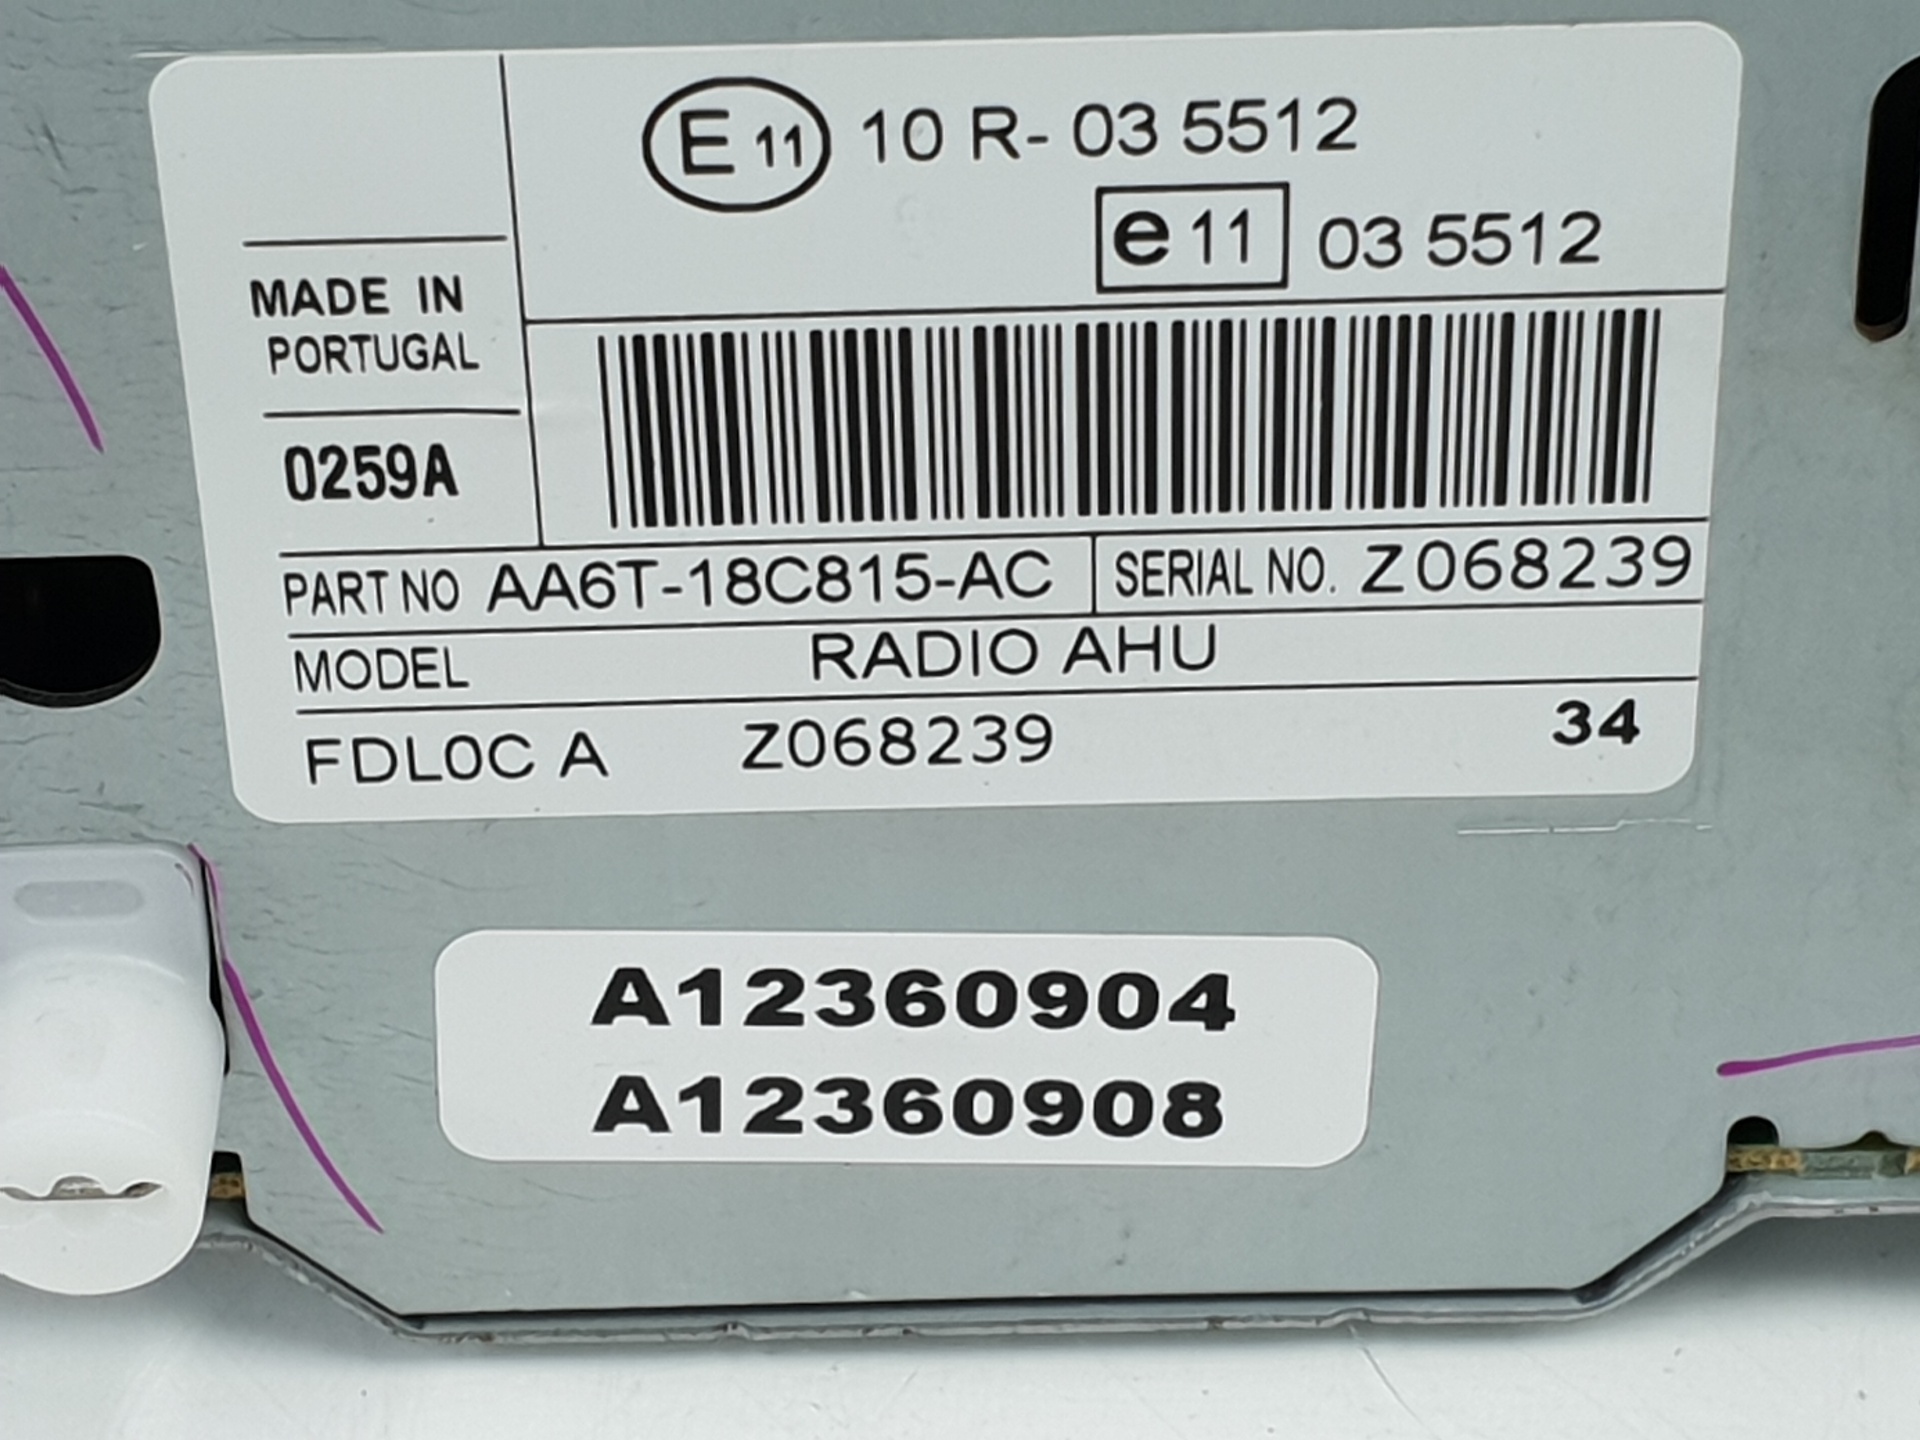 E 11 10 R- 03 5512
e 11 03 5512
MADE IN
PORTUGAL
0259A
PART NO AA6T-18C815-AC SERIAL NO. Z068239
MODEL RADIO AHU
FDL0C A Z068239 34
A12360904
A12360908